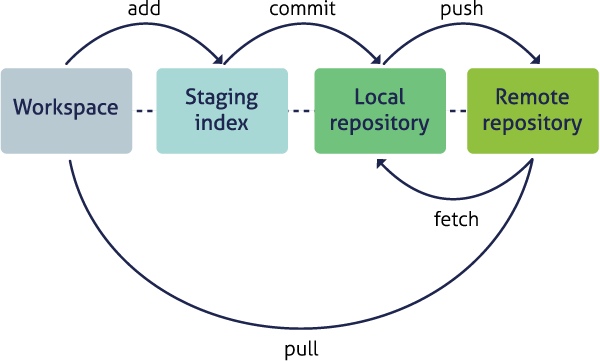 add
commit
push
Workspace
Staging
index
Local
repository
Remote
repository
fetch
pull